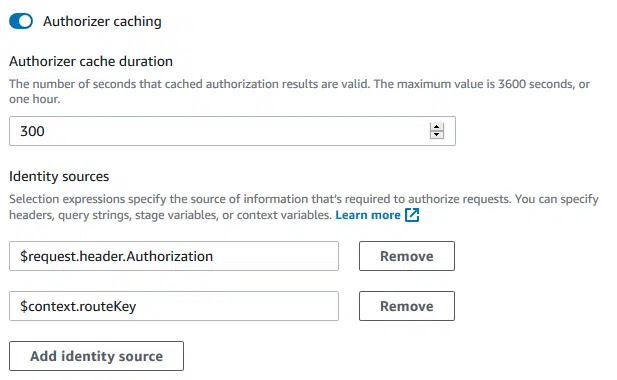 Authorizer caching
Authorizer cache duration
The number of seconds that cached authorization results are valid. The maximum value is 3600 seconds, or
one hour.
300
Identity sources
Selection expressions specify the source of information that's required to authorize requests. You can specify
headers, query strings, stage variables, or context variables. Learn more
$request.header.Authorization Remove
$context.routeKey Remove
Add identity source